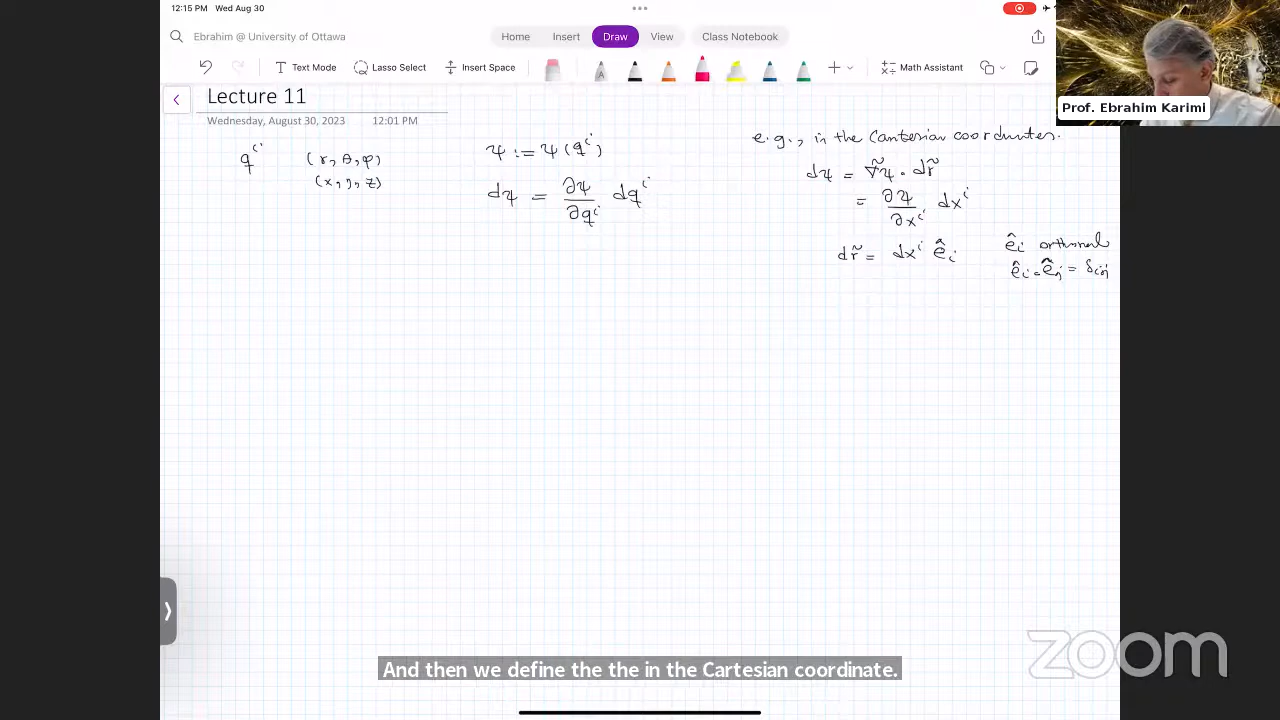 12:15 PM Wed Aug 30
Ebrahim @ University of Ottawa
Home Insert Draw View Class Notebook
Text Mode Lasso Select Insert Space Math Assistant
Prof. Ebrahim Karimi
Lecture 11
Wednesday, August 30, 2023 12:01 PM
q^i (r, θ, φ)
(x, y, z)
ψ := ψ(q^i)
dψ = ∂ψ/∂q^i dq^i
e.g., in the Cartesian coordinates.
dψ = ∇̃ψ · dr̃
= ∂ψ/∂x^i dx^i
dr̃ = dx^i ê_i
ê_i orthonormal
ê_i · ê_j = δ_ij
And then we define the the in the Cartesian coordinate.
zoom